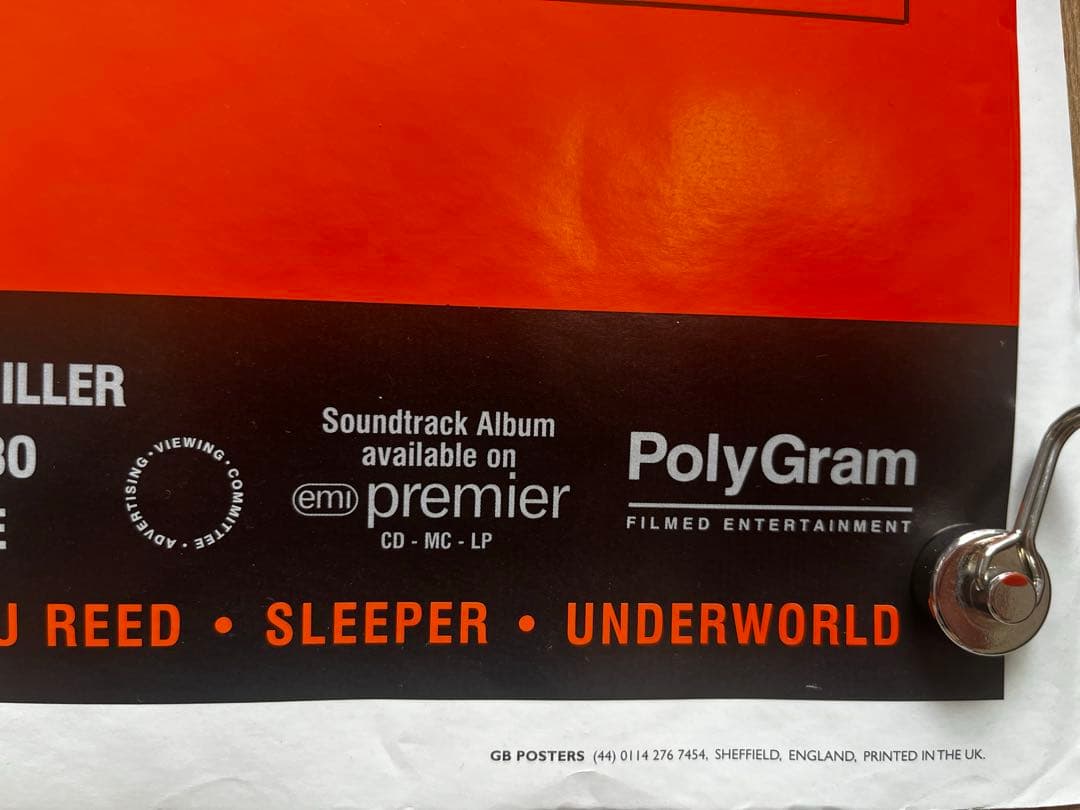 ILLER
Soundtrack Album
available on
emi premier
CD - MC - LP
VIEWING · COMMITTEE · ADVERTISING ·
PolyGram
FILMED ENTERTAINMENT
REED • SLEEPER • UNDERWORLD
GB POSTERS (44) 0114 276 7454, SHEFFIELD, ENGLAND, PRINTED IN THE UK.